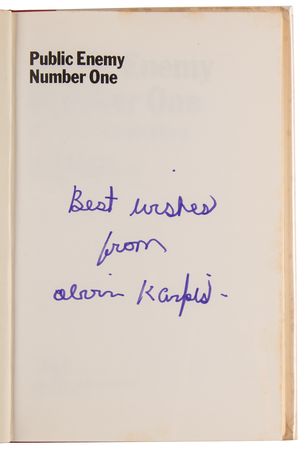 Public Enemy
Number One
Best wishes
from
Alvin Karpis-